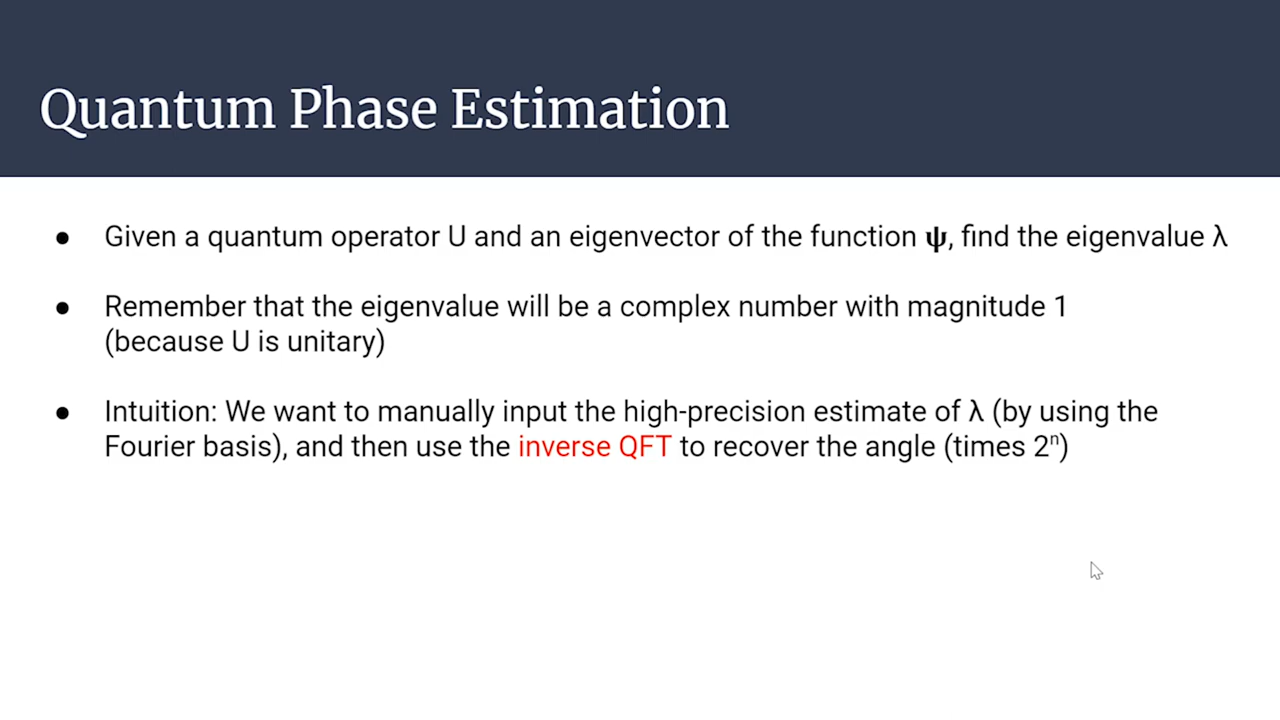 Quantum Phase Estimation
● Given a quantum operator U and an eigenvector of the function ψ, find the eigenvalue λ
● Remember that the eigenvalue will be a complex number with magnitude 1
(because U is unitary)
● Intuition: We want to manually input the high-precision estimate of λ (by using the
Fourier basis), and then use the inverse QFT to recover the angle (times 2ⁿ)